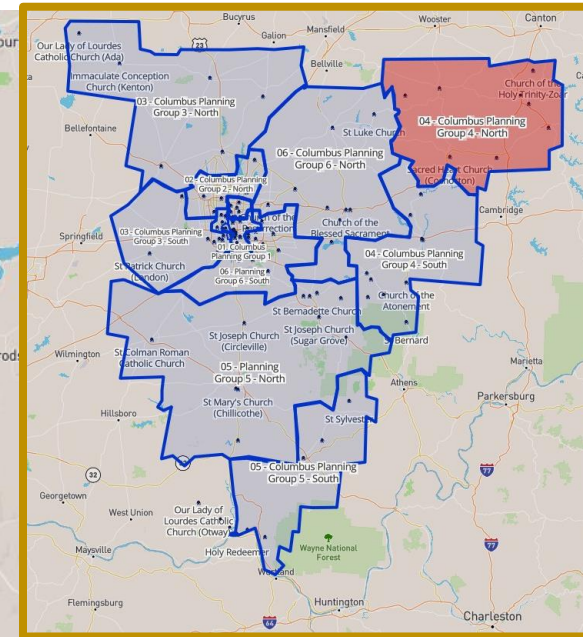 Bucyrus
Galion
Mansfield
Wooster
Canton
Our Lady of Lourdes
Catholic Church (Ada)
23
Bellville
Immaculate Conception
Church (Kenton)
03 - Columbus Planning
Group 3 - North
Church of the
Holy Trinity-Zoar
04 - Columbus Planning
Group 4 - North
St Luke Church
Bellefontaine
06 - Columbus Planning
Group 6 - North
Sacred Heart Church
(Coshocton)
02 - Columbus Planning
Group 2 - North
Cambridge
Springfield
03 - Columbus Planning
Group 3 - South
Church of the
Blessed Sacrament
01 Columbus
Planning Group 1
04 - Columbus Planning
Group 4 - South
St Patrick Church
(London)
06 - Planning
Group 6 - South
Church of the
Atonement
St Bernadette Church
St Joseph Church
(Circleville)
St Joseph Church
(Sugar Grove)
St Bernard
Wilmington
St Colman Roman
Catholic Church
05 - Planning
Group 5 - North
Marietta
Athens
Parkersburg
Hillsboro
St Mary's Church
(Chillicothe)
St Sylvester
32
05 - Columbus Planning
Group 5 - South
77
Georgetown
West Union
Our Lady of
Lourdes Catholic
Church (Otway)
Holy Redeemer
Wayne National
Forest
77
Maysville
Flemingsburg
Huntington
64
Charleston